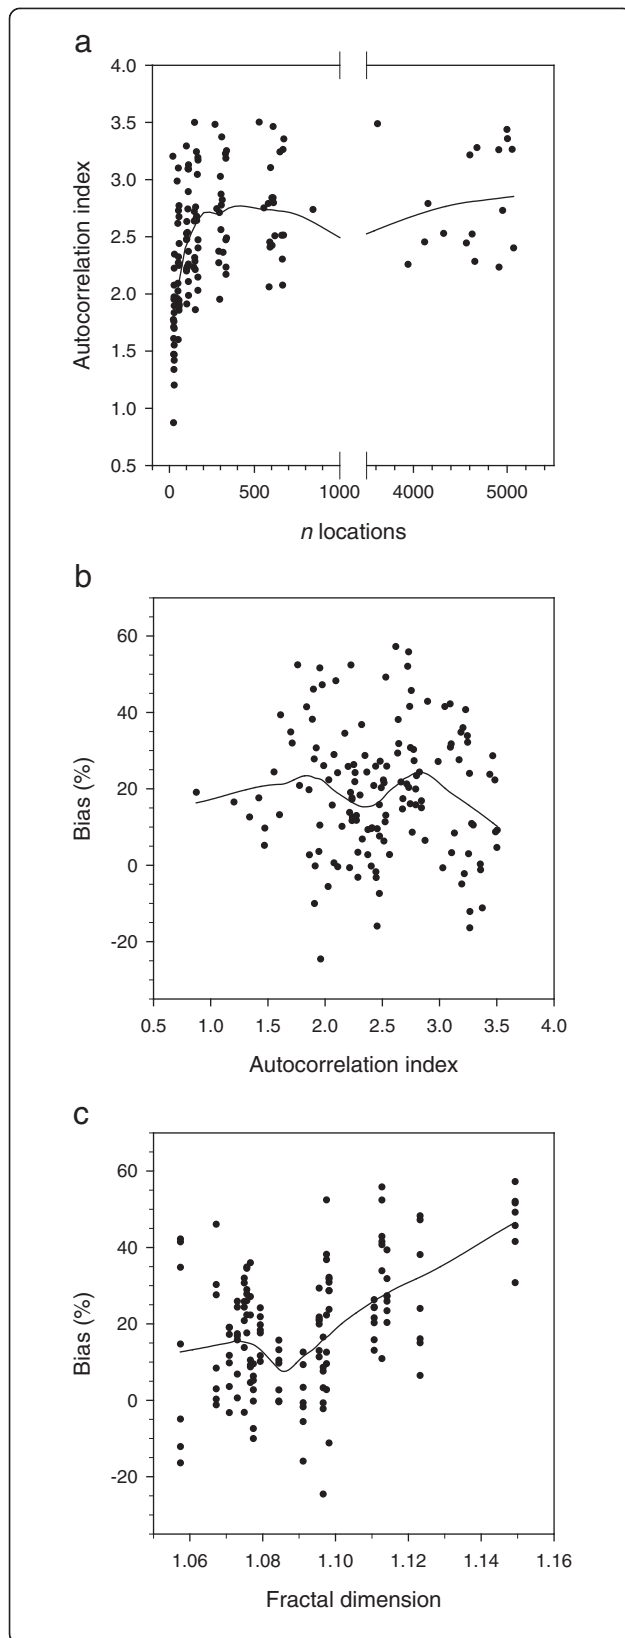 a
4.0
3.5
3.0
2.5
2.0
1.5
1.0
0.5
Autocorrelation index
0 500 1000 4000 5000
n locations
b
60
40
20
0
-20
Bias (%)
0.5 1.0 1.5 2.0 2.5 3.0 3.5 4.0
Autocorrelation index
c
60
40
20
0
-20
Bias (%)
1.06 1.08 1.10 1.12 1.14 1.16
Fractal dimension